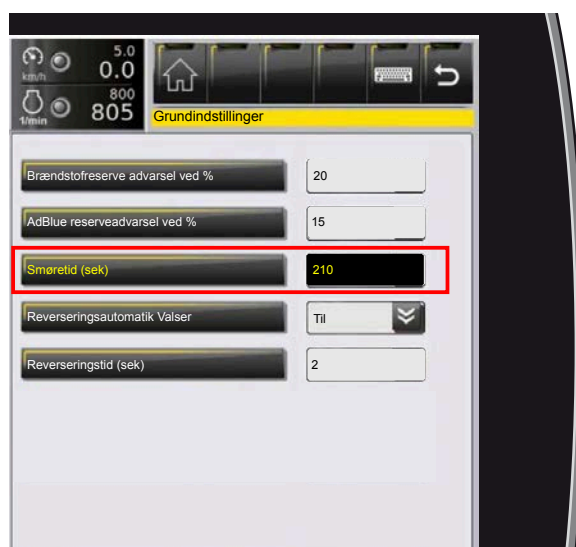 5.0
km/h 0.0
800
1/min 805
Grundindstillinger
Brændstofreserve advarsel ved % 20
AdBlue reserveadvarsel ved % 15
Smøretid (sek) 210
Reverseringsautomatik Valser Til
Reverseringstid (sek) 2